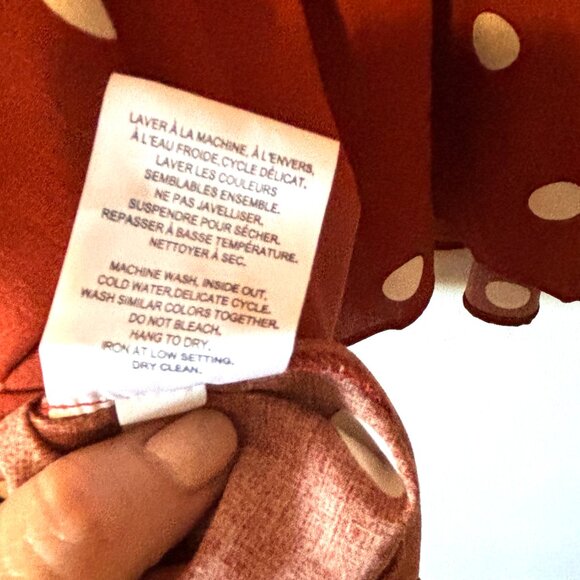 LAVER À LA MACHINE, À L'ENVERS,
À L'EAU FROIDE,CYCLE DÉLICAT.
LAVER LES COULEURS
SEMBLABLES ENSEMBLE.
NE PAS JAVELLISER.
SUSPENDRE POUR SÉCHER.
REPASSER À BASSE TEMPÉRATURE.
NETTOYER À SEC.
MACHINE WASH, INSIDE OUT,
COLD WATER,DELICATE CYCLE.
WASH SIMILAR COLORS TOGETHER.
DO NOT BLEACH.
HANG TO DRY.
IRON AT LOW SETTING.
DRY CLEAN.